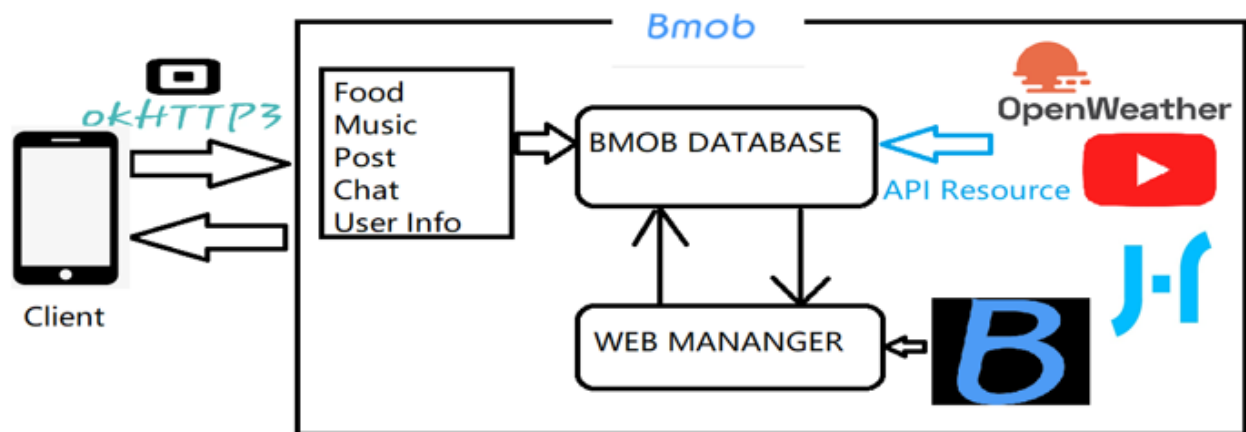 Bmob
okHTTP3
Food
Music
Post
Chat
User Info
BMOB DATABASE
OpenWeather
API Resource
Client
WEB MANANGER
B